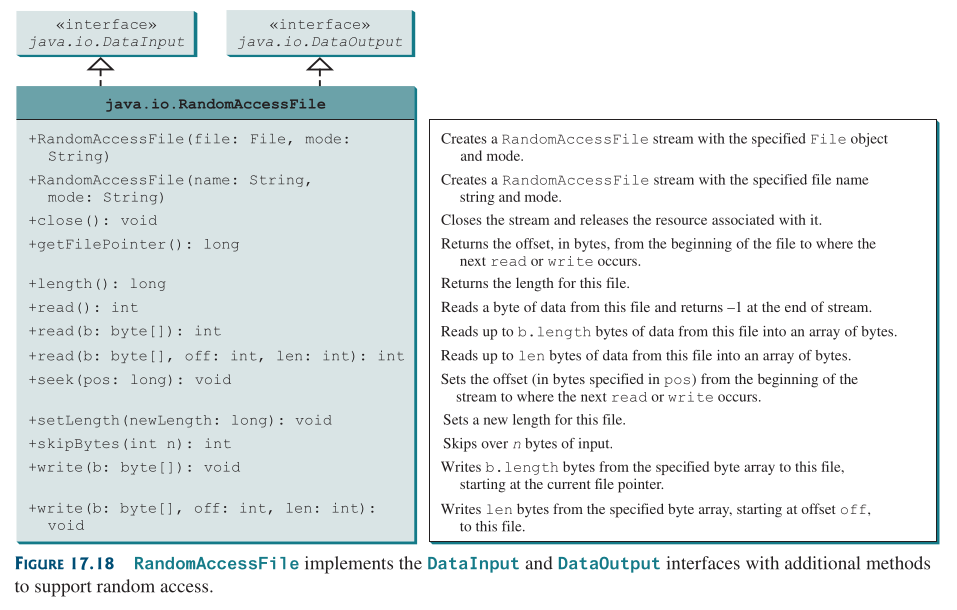 «interface»
java.io.DataInput
«interface»
java.io.DataOutput
java.io.RandomAccessFile
+RandomAccessFile(file: File, mode:
String)
Creates a RandomAccessFile stream with the specified File object
and mode.
+RandomAccessFile(name: String,
mode: String)
Creates a RandomAccessFile stream with the specified file name
string and mode.
+close(): void
Closes the stream and releases the resource associated with it.
+getFilePointer(): long
Returns the offset, in bytes, from the beginning of the file to where the
next read or write occurs.
+length(): long
Returns the length for this file.
+read(): int
Reads a byte of data from this file and returns –1 at the end of stream.
+read(b: byte[]): int
Reads up to b.length bytes of data from this file into an array of bytes.
+read(b: byte[], off: int, len: int): int
Reads up to len bytes of data from this file into an array of bytes.
+seek(pos: long): void
Sets the offset (in bytes specified in pos) from the beginning of the
stream to where the next read or write occurs.
+setLength(newLength: long): void
Sets a new length for this file.
+skipBytes(int n): int
Skips over n bytes of input.
+write(b: byte[]): void
Writes b.length bytes from the specified byte array to this file,
starting at the current file pointer.
+write(b: byte[], off: int, len: int):
void
Writes len bytes from the specified byte array, starting at offset off,
to this file.
FIGURE 17.18 RandomAccessFile implements the DataInput and DataOutput interfaces with additional methods
to support random access.